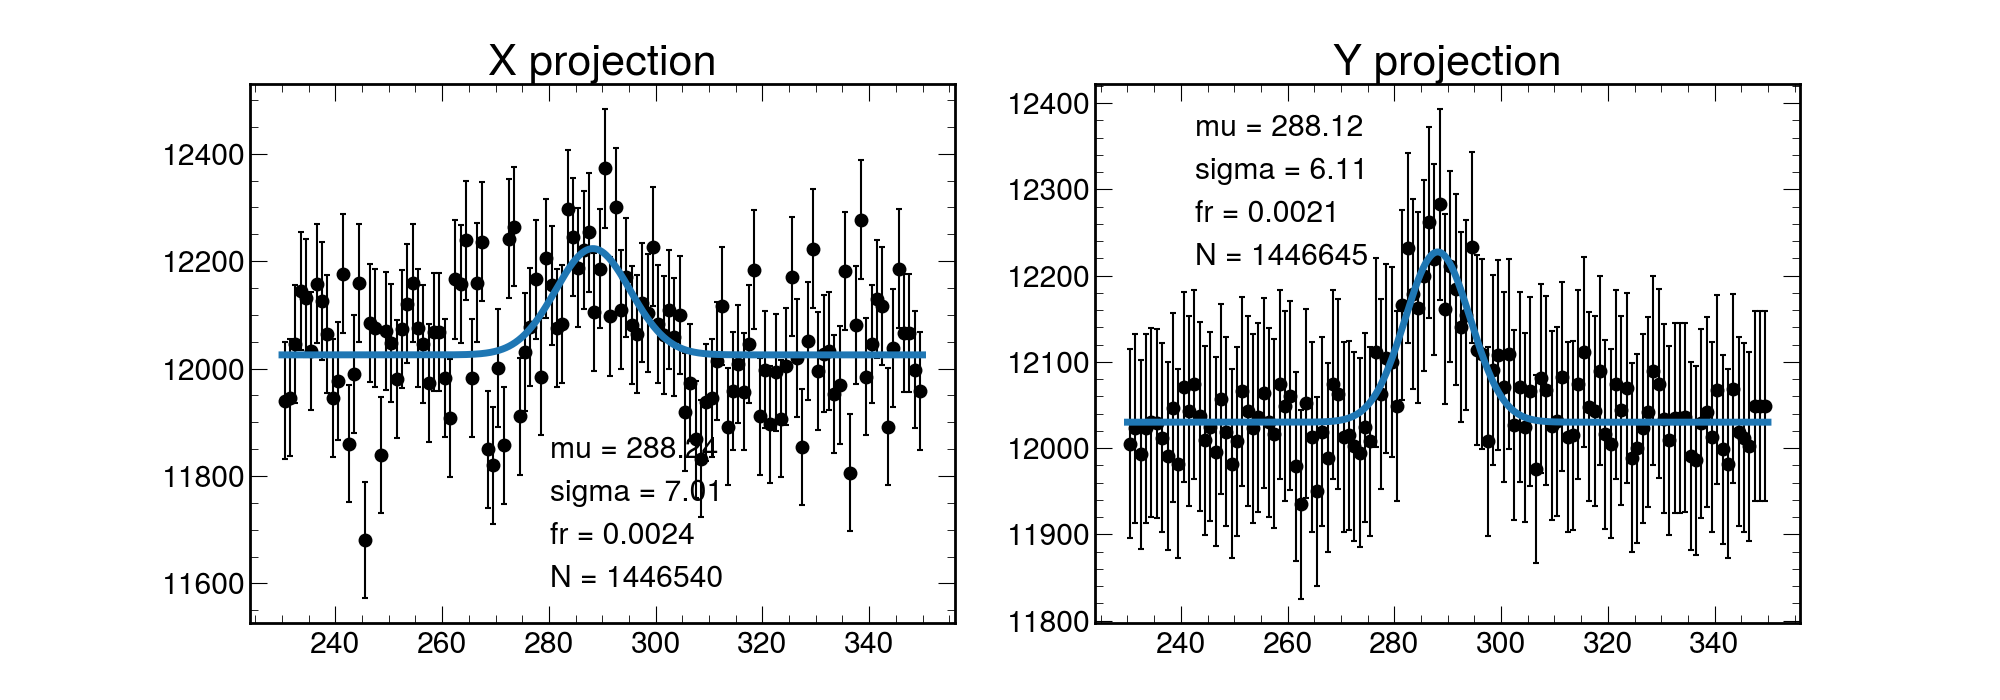 X projection
12400
12200
12000
11800
11600
mu = 288.24
sigma = 7.01
fr = 0.0024
N = 1446540
240 260 280 300 320 340
Y projection
12400
12300
12200
12100
12000
11900
11800
mu = 288.12
sigma = 6.11
fr = 0.0021
N = 1446645
240 260 280 300 320 340